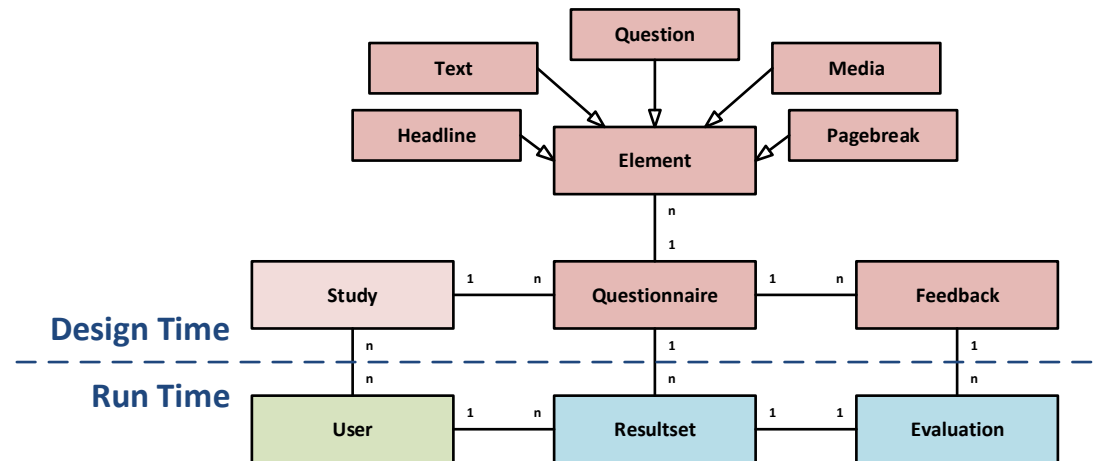 Question
Text
Media
Headline
Pagebreak
Element
n
1
Study
1
n
Questionnaire
1
n
Feedback
Design Time
n
1
1
Run Time
n
n
n
User
1
n
Resultset
1
1
Evaluation